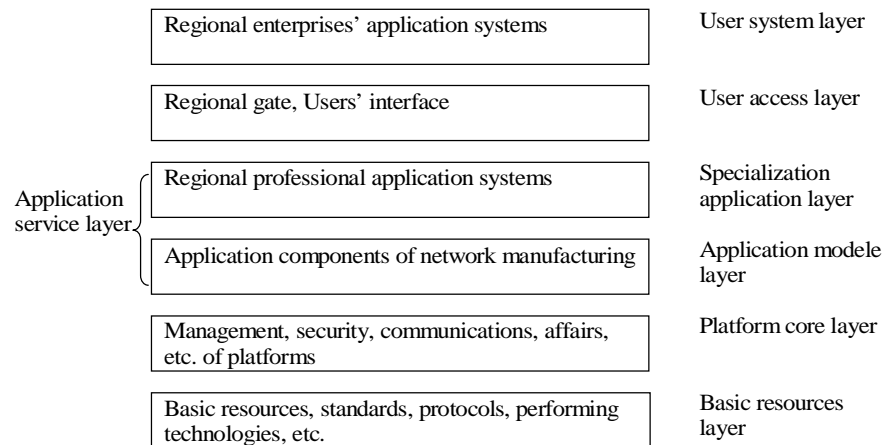 Regional enterprises’ application systems
User system layer
Regional gate, Users’ interface
User access layer
Application
service layer
Regional professional application systems
Specialization
application layer
Application components of network manufacturing
Application modele
layer
Management, security, communications, affairs,
etc. of platforms
Platform core layer
Basic resources, standards, protocols, performing
technologies, etc.
Basic resources
layer